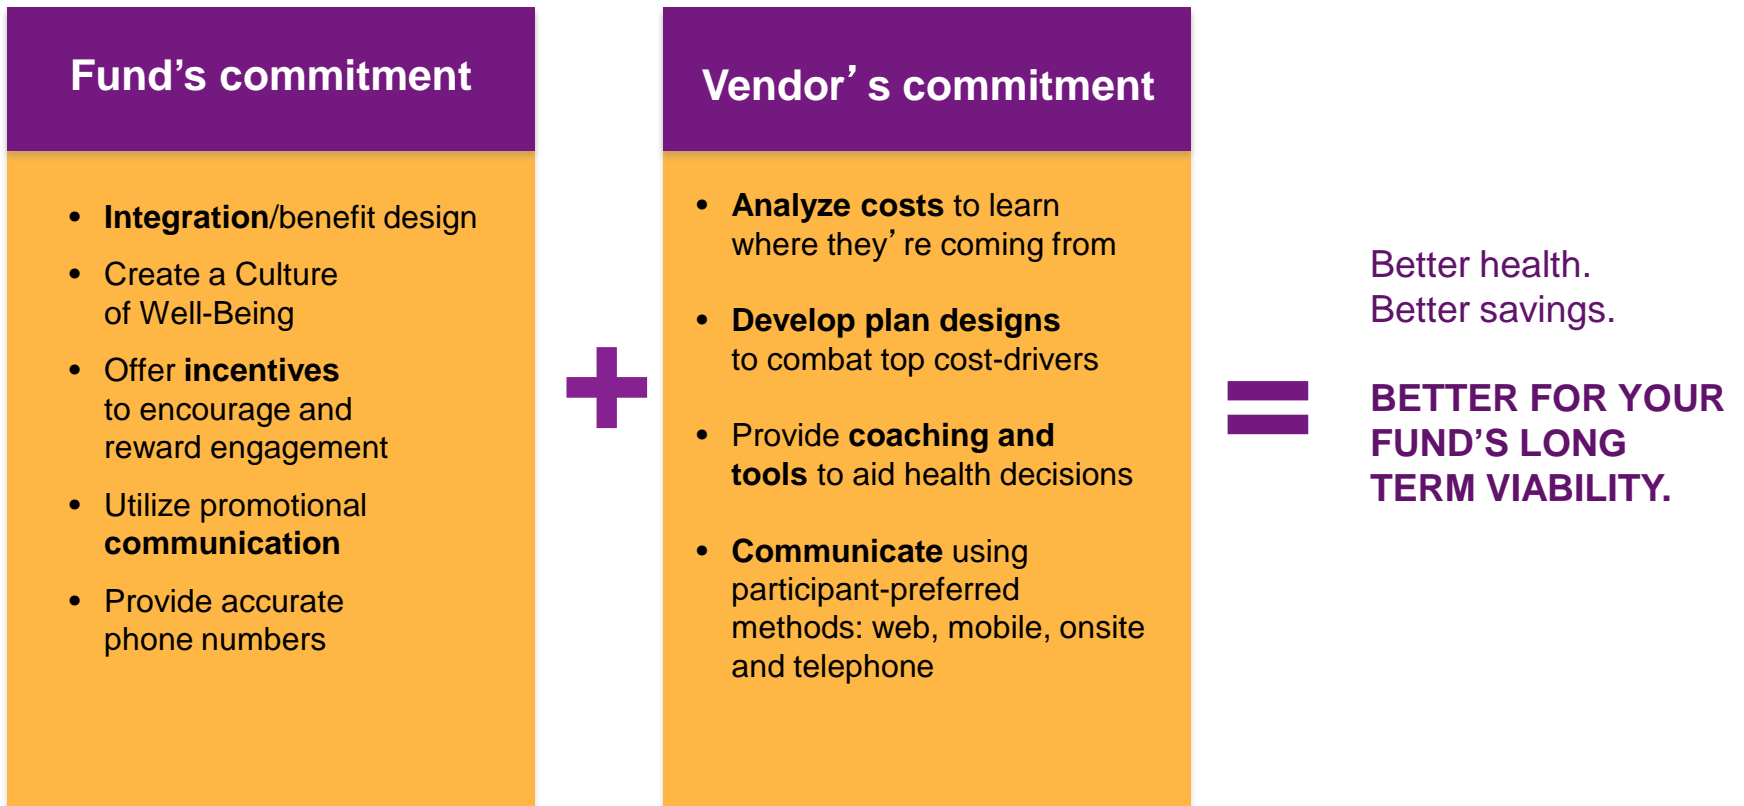 Fund's commitment
• Integration/benefit design
• Create a Culture
of Well-Being
• Offer incentives
to encourage and
reward engagement
• Utilize promotional
communication
• Provide accurate
phone numbers
+
Vendor’ s commitment
• Analyze costs to learn
where they’ re coming from
• Develop plan designs
to combat top cost-drivers
• Provide coaching and
tools to aid health decisions
• Communicate using
participant-preferred
methods: web, mobile, onsite
and telephone
=
Better health.
Better savings.
BETTER FOR YOUR
FUND'S LONG
TERM VIABILITY.